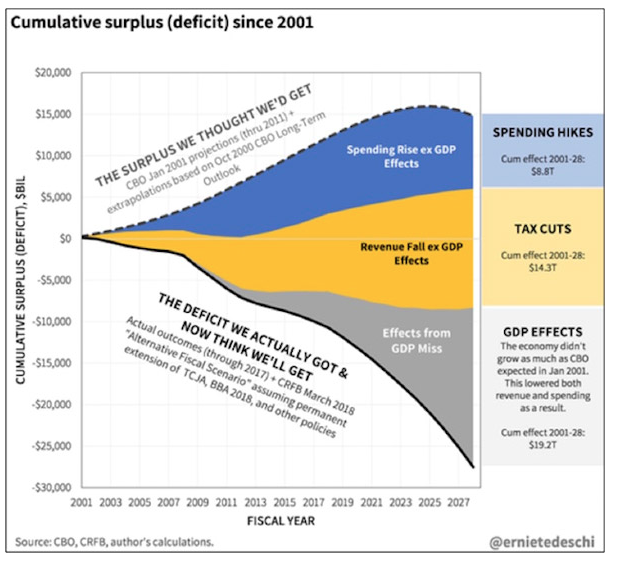 Cumulative surplus (deficit) since 2001
CUMULATIVE SURPLUS (DEFICIT), $BIL
$20,000
$15,000
$10,000
$5,000
$0
-$5,000
-$10,000
-$15,000
-$20,000
-$25,000
-$30,000
THE SURPLUS WE THOUGHT WE'D GET
CBO Jan 2001 projections (thru 2011) +
extrapolations based on Oct 2000 CBO Long-Term
Outlook
Spending Rise ex GDP
Effects
Revenue Fall ex GDP
Effects
Effects from
GDP Miss
THE DEFICIT WE ACTUALLY GOT &
NOW THINK WE'LL GET
Actual outcomes (through 2017) + CRFB March 2018
"Alternative Fiscal Scenario" assuming permanent
extension of TCJA, BBA 2018, and other policies
SPENDING HIKES
Cum effect 2001-28:
$8.8T
TAX CUTS
Cum effect 2001-28:
$14.3T
GDP EFFECTS
The economy didn't
grow as much as CBO
expected in Jan 2001.
This lowered both
revenue and spending
as a result.
Cum effect 2001-28:
$19.2T
2001 2003 2005 2007 2009 2011 2013 2015 2017 2019 2021 2023 2025 2027
FISCAL YEAR
Source: CBO, CRFB, author's calculations.
@ernietedeschi